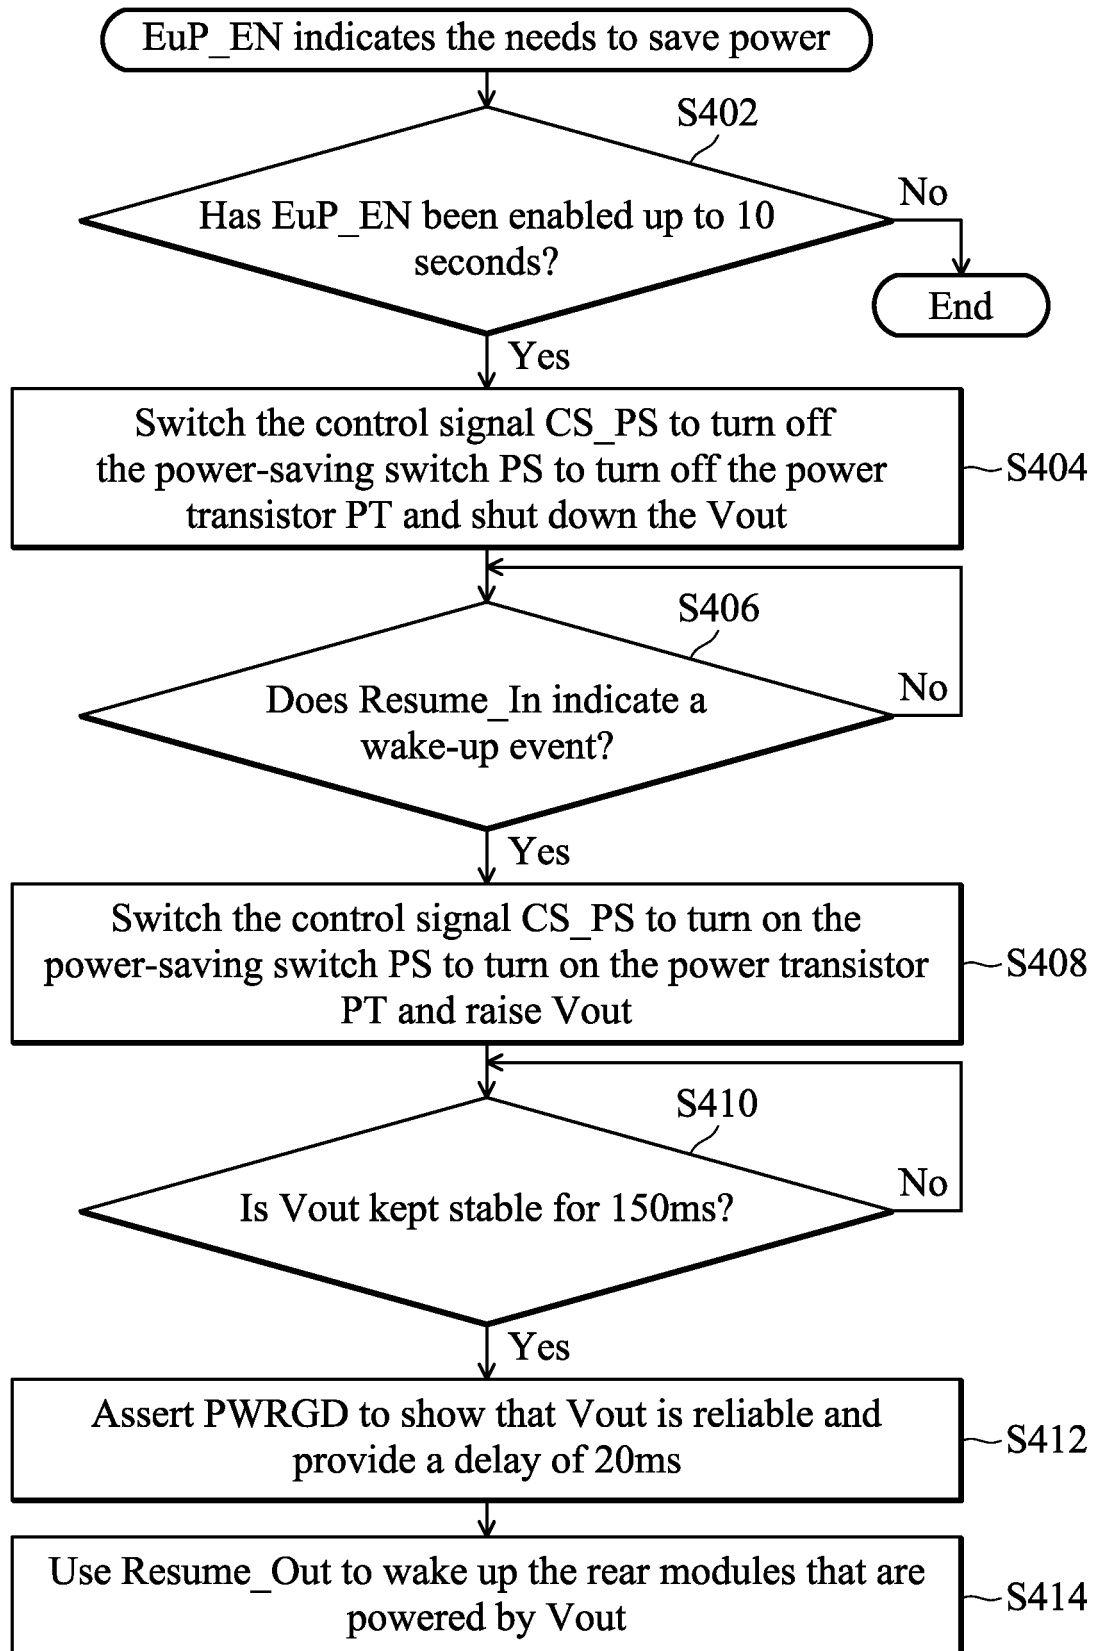 EuP_EN indicates the needs to save power
S402
Has EuP_EN been enabled up to 10
seconds?
No
End
Yes
Switch the control signal CS_PS to turn off
the power-saving switch PS to turn off the power
transistor PT and shut down the Vout
S404
S406
Does Resume_In indicate a
wake-up event?
No
Yes
Switch the control signal CS_PS to turn on the
power-saving switch PS to turn on the power transistor
PT and raise Vout
S408
S410
Is Vout kept stable for 150ms?
No
Yes
Assert PWRGD to show that Vout is reliable and
provide a delay of 20ms
S412
Use Resume_Out to wake up the rear modules that are
powered by Vout
S414